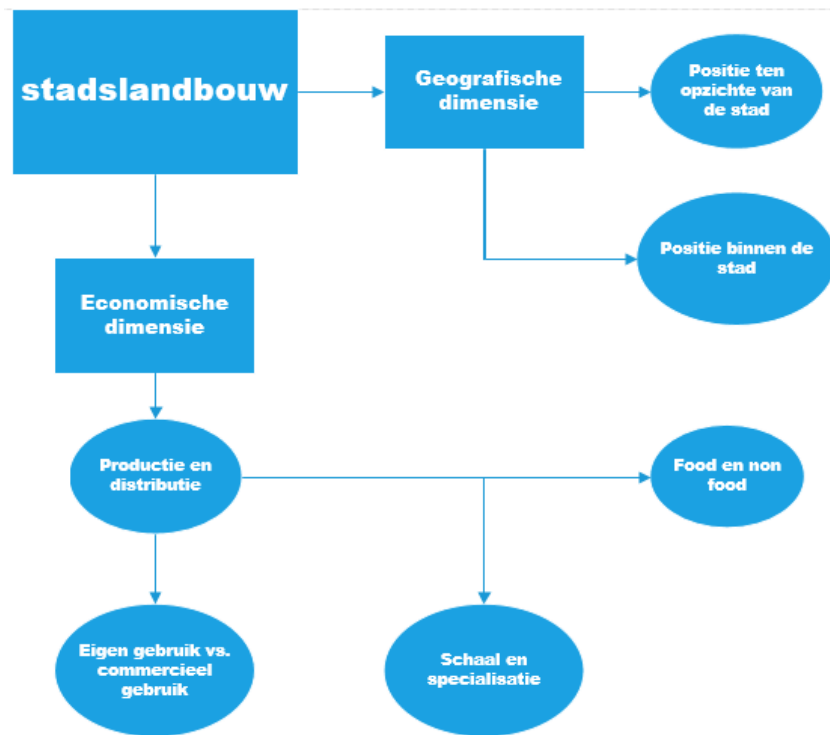 stadslandbouw
Geografische
dimensie
Positie ten
opzichte van
de stad
Positie binnen de
stad
Economische
dimensie
Productie en
distributie
Food en non
food
Eigen gebruik vs.
commercieel
gebruik
Schaal en
specialisatie